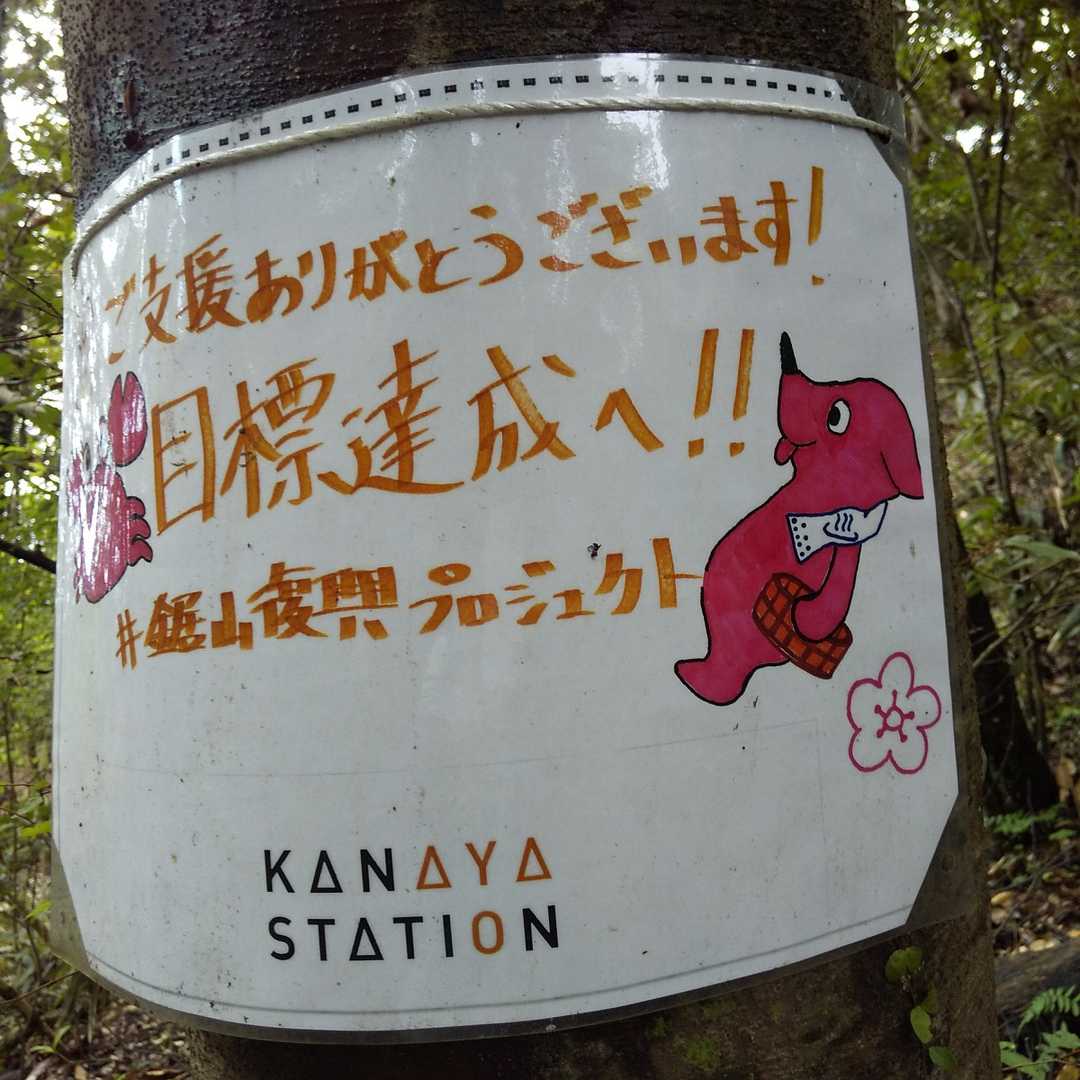 ご支援ありがとうございます!
目標達成へ!!
#鋸山復興プロジェクト
KANAYA
STATION